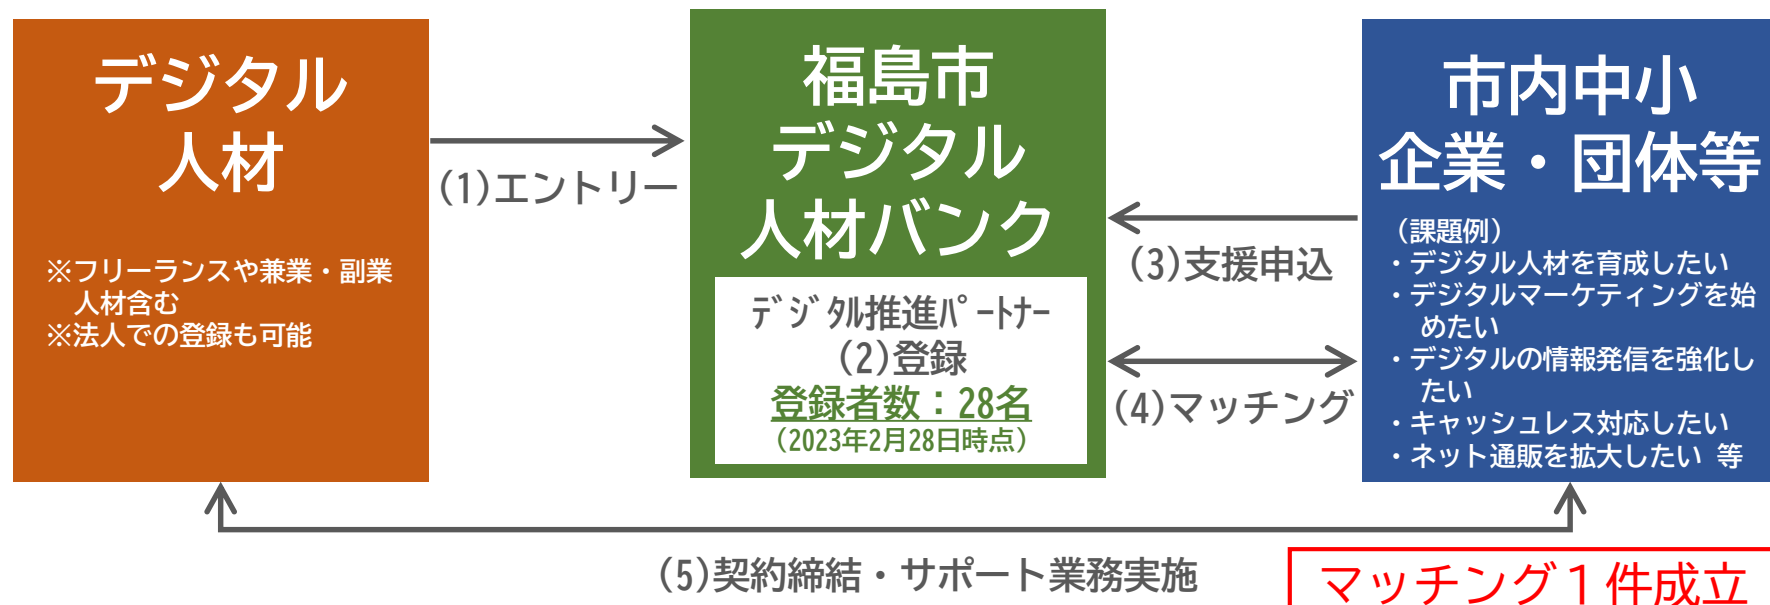 デジタル
人材
※フリーランスや兼業・副業
人材含む
※法人での登録も可能
(1)エントリー
福島市
デジタル
人材バンク
ﾃﾞｼﾞﾀﾙ推進ﾊﾟｰﾄﾅｰ
(2)登録
登録者数：28名
(2023年2月28日時点)
(3)支援申込
(4)マッチング
市内中小
企業・団体等
（課題例）
・デジタル人材を育成したい
・デジタルマーケティングを始
めたい
・デジタルの情報発信を強化し
たい
・キャッシュレス対応したい
・ネット通販を拡大したい 等
(5)契約締結・サポート業務実施
マッチング１件成立